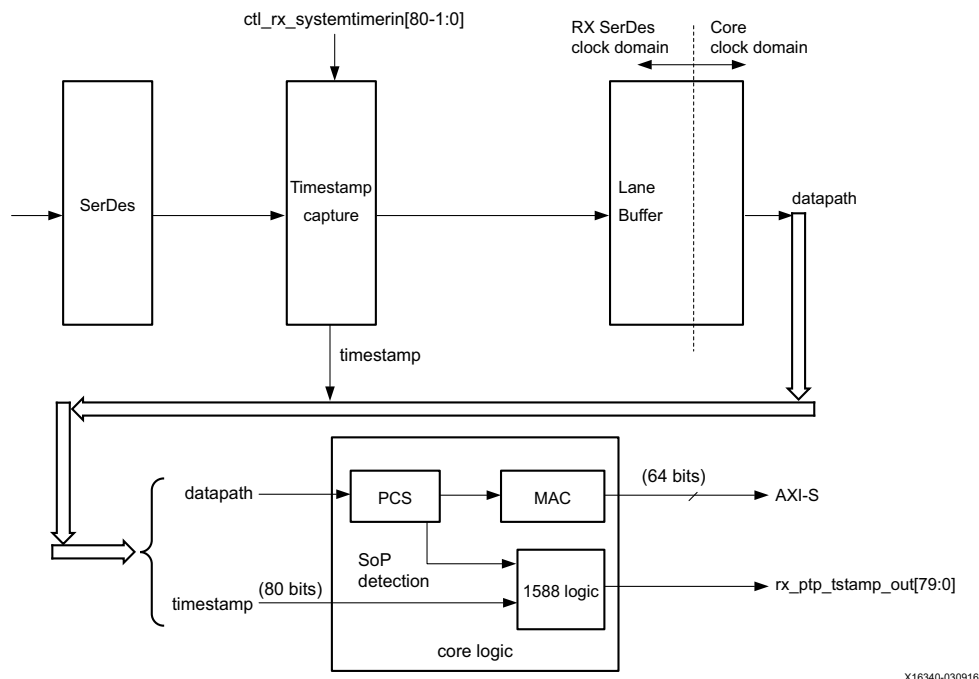 ctl_rx_systemtimerin[80-1:0]
RX SerDes
clock domain
Core
clock domain
SerDes
Timestamp
capture
Lane
Buffer
datapath
timestamp
datapath
PCS
MAC
(64 bits)
AXI-S
SoP
detection
timestamp
(80 bits)
1588 logic
rx_ptp_tstamp_out[79:0]
core logic
X16340-030916